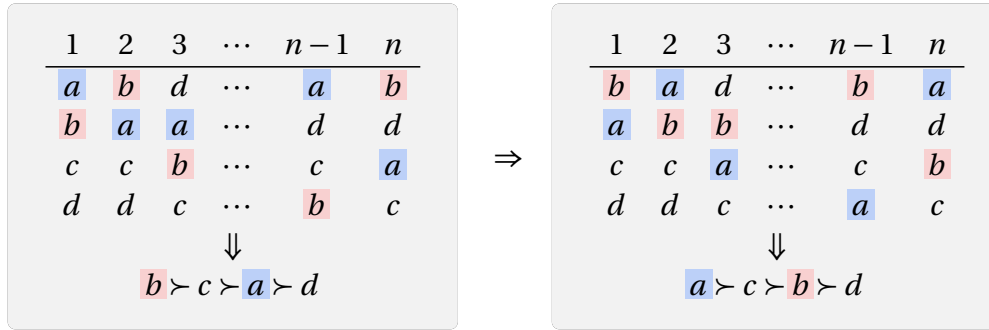 1 2 3 ⋯ n−1 n
a b d ⋯ a b
b a a ⋯ d d
c c b ⋯ c a
d d c ⋯ b c
⇓
b ≻ c ≻ a ≻ d
⇒
1 2 3 ⋯ n−1 n
b a d ⋯ b a
a b b ⋯ d d
c c a ⋯ c b
d d c ⋯ a c
⇓
a ≻ c ≻ b ≻ d